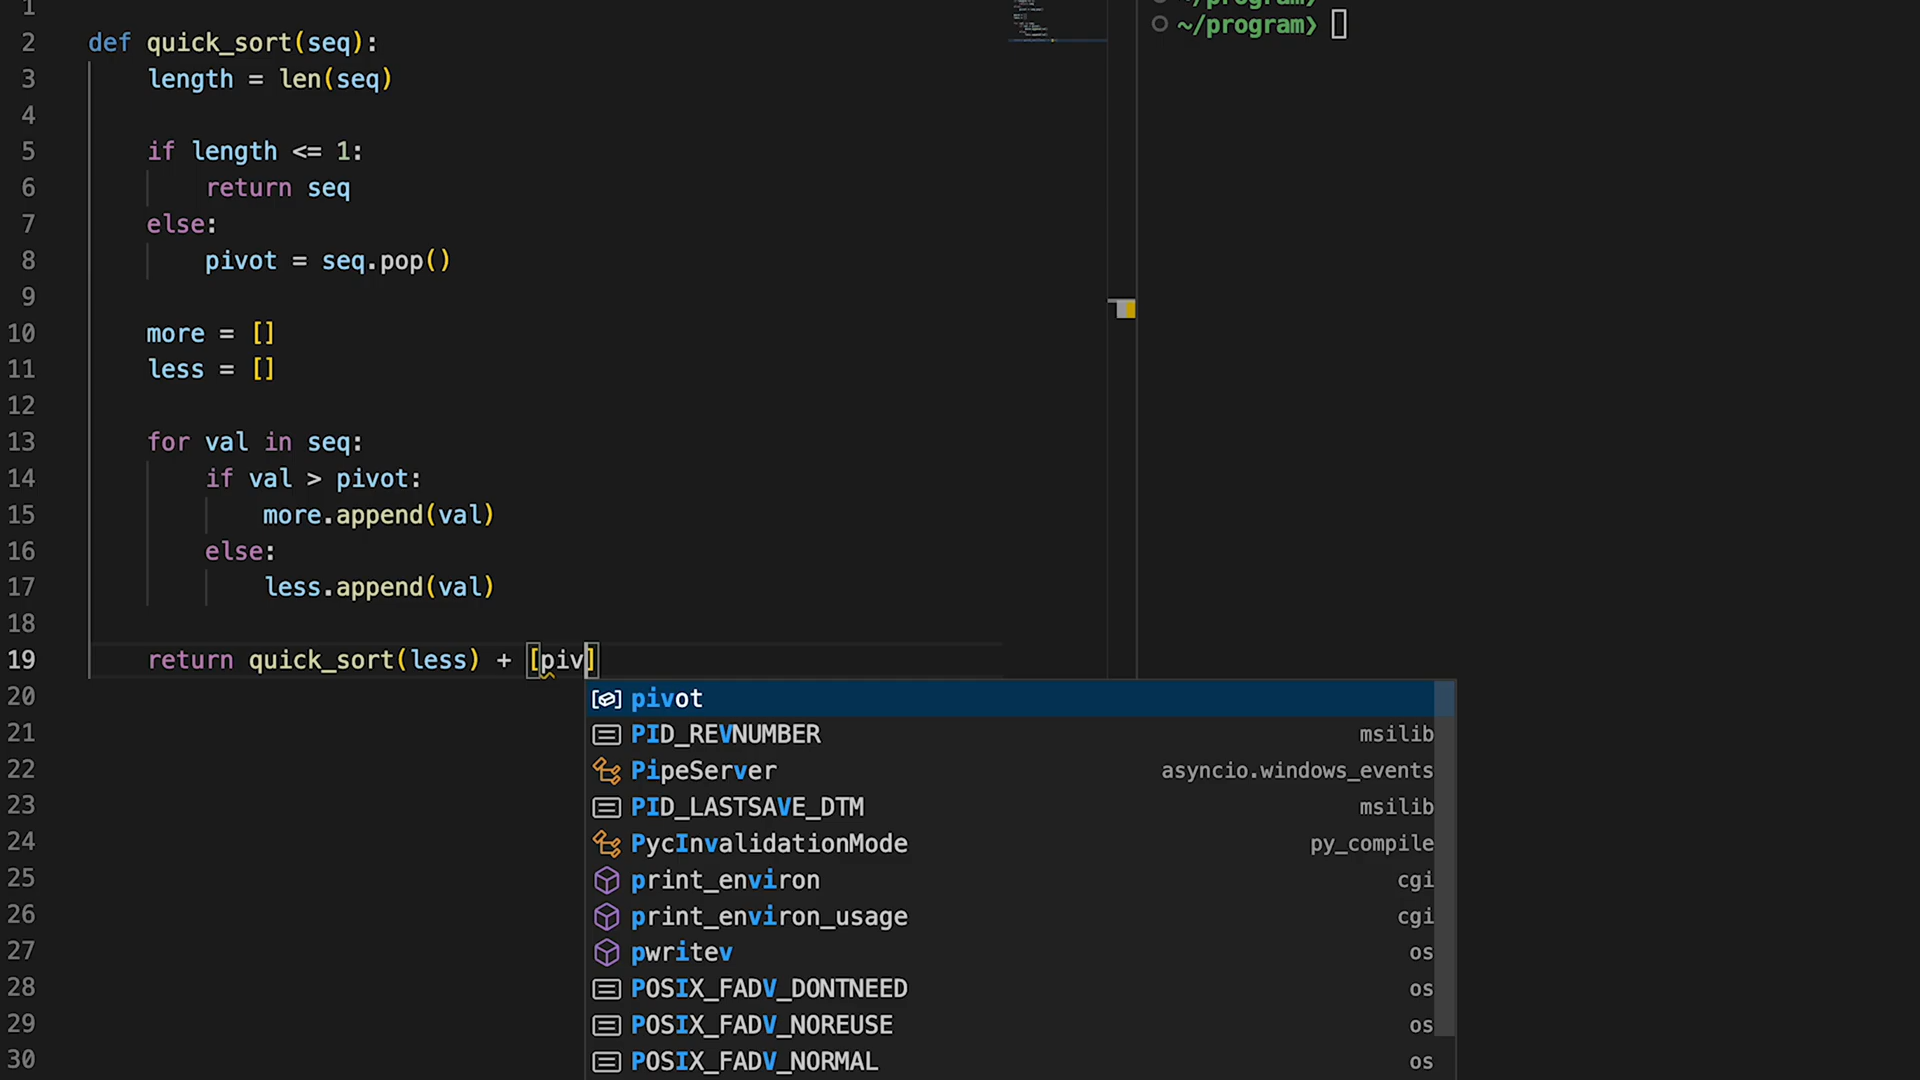 1
2 def quick_sort(seq):
3 length = len(seq)
4
5 if length <= 1:
6 return seq
7 else:
8 pivot = seq.pop()
9
10 more = []
11 less = []
12
13 for val in seq:
14 if val > pivot:
15 more.append(val)
16 else:
17 less.append(val)
18
19 return quick_sort(less) + [piv]
20 pivot
21 PID_REVNUMBER msilib
22 PipeServer asyncio.windows_events
23 PID_LASTSAVE_DTM msilib
24 PycInvalidationMode py_compile
25 print_environ cgi
26 print_environ_usage cgi
27 pwritev os
28 POSIX_FADV_DONTNEED os
29 POSIX_FADV_NOREUSE os
30 POSIX_FADV_NORMAL os
~/program❯
~/program❯